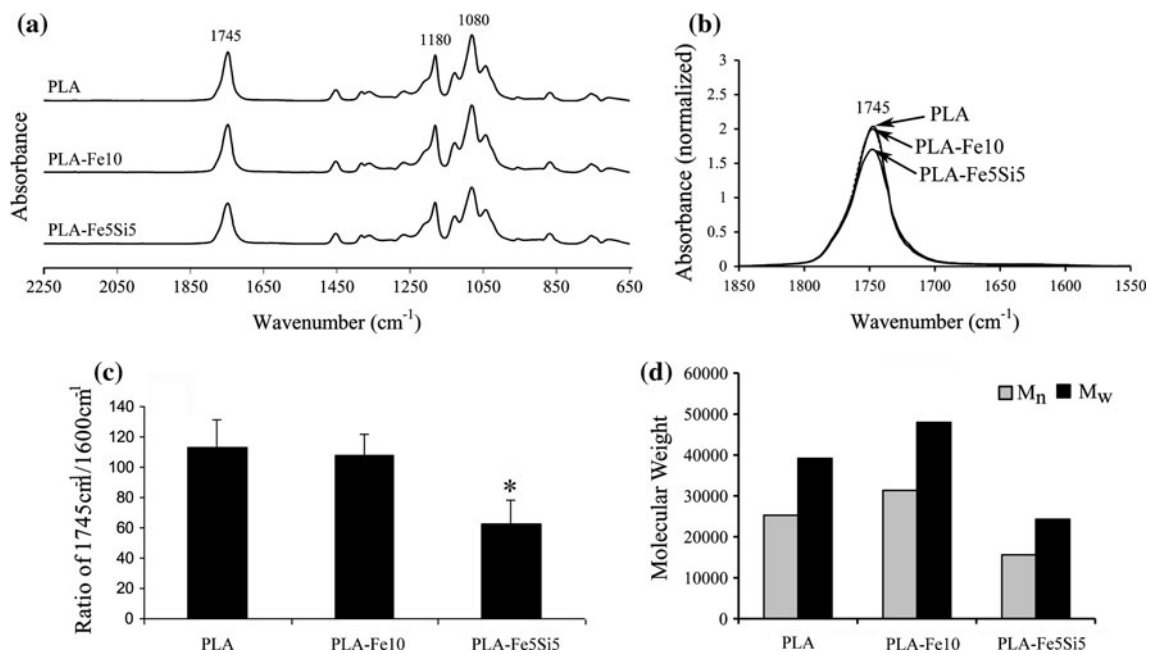 (a)
1745
1180
1080
PLA
PLA-Fe10
PLA-Fe5Si5
Absorbance
2250 2050 1850 1650 1450 1250 1050 850 650
Wavenumber (cm⁻¹)
(b)
3
2.5
2
1.5
1
0.5
0
Absorbance (normalized)
1745
PLA
PLA-Fe10
PLA-Fe5Si5
1850 1800 1750 1700 1650 1600 1550
Wavenumber (cm⁻¹)
(c)
Ratio of 1745cm⁻¹/1600cm⁻¹
140
120
100
80
60
40
20
0
*
PLA PLA-Fe10 PLA-Fe5Si5
(d)
Molecular Weight
60000
50000
40000
30000
20000
10000
0
Mn Mw
PLA PLA-Fe10 PLA-Fe5Si5